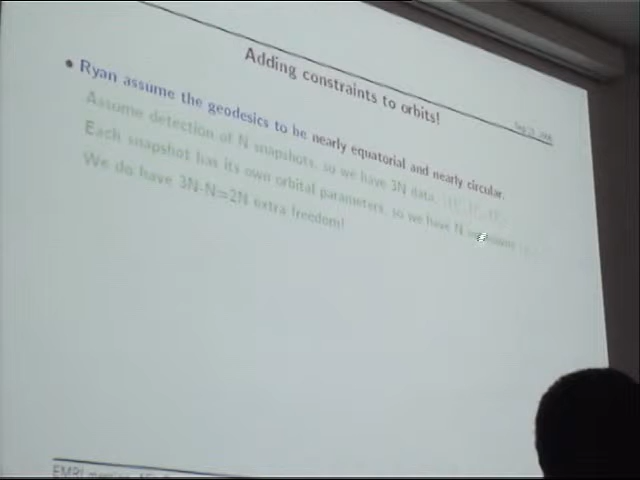 Adding constraints to orbits!
• Ryan assume the geodesics to be nearly equatorial and nearly circular.
Assume detection of N snapshots, so we have 3N data,
Each snapshot has its own orbital parameters, so we have N
We do have 3N-N=2N extra freedom!
EMRI